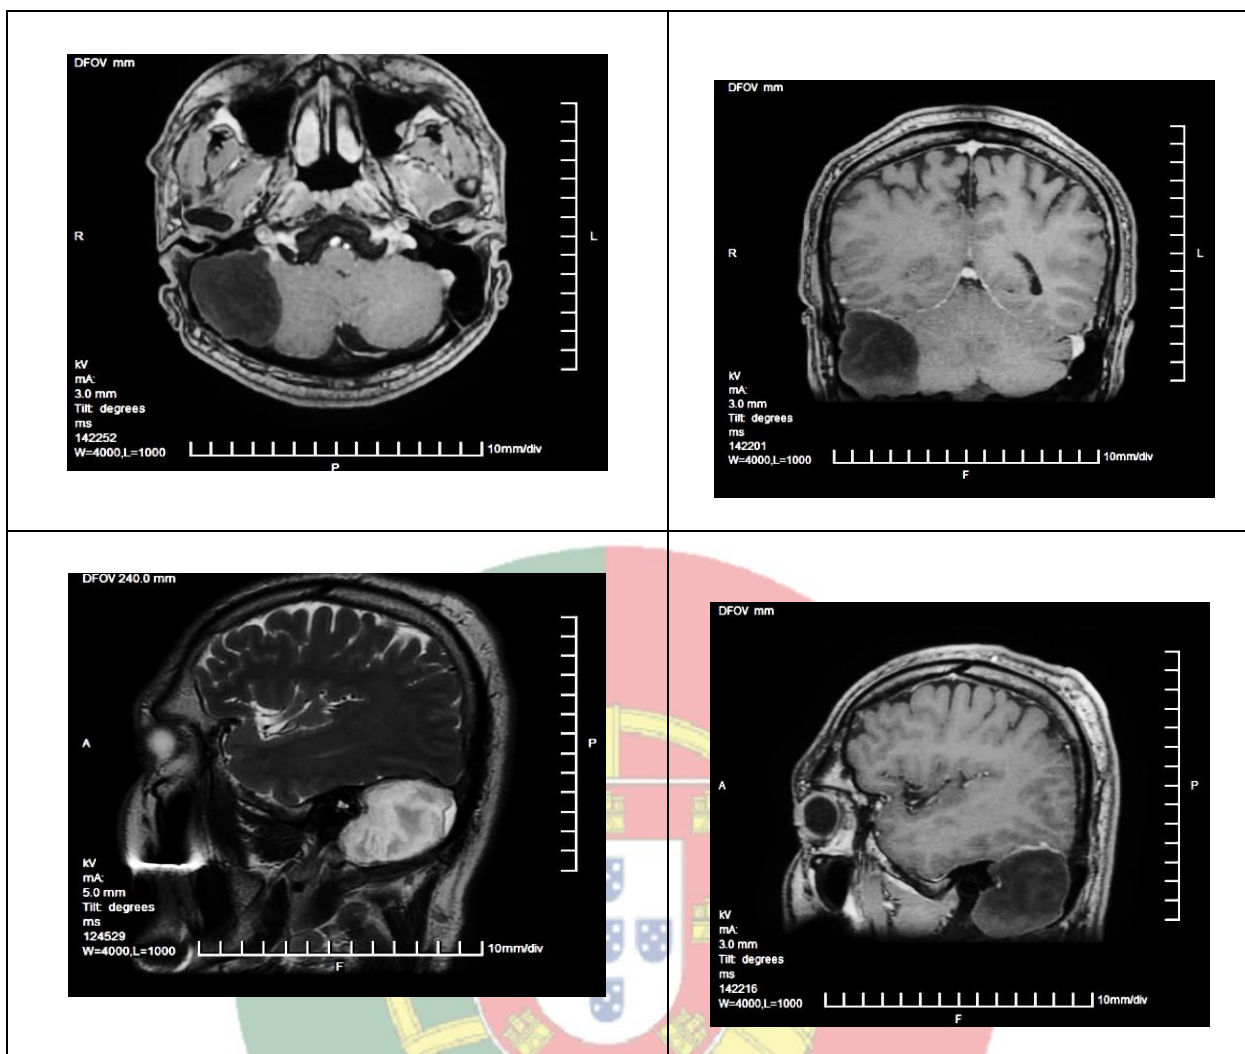 DFOV mm
R
L
kV
mA:
3.0 mm
Tilt: degrees
ms
142252
W=4000,L=1000
10mm/div
P
DFOV mm
R
L
kV
mA:
3.0 mm
Tilt: degrees
ms
142201
W=4000,L=1000
10mm/div
F
DFOV 240.0 mm
A
P
kV
mA:
5.0 mm
Tilt: degrees
ms
124529
W=4000,L=1000
10mm/div
F
DFOV mm
A
P
kV
mA:
3.0 mm
Tilt: degrees
ms
142216
W=4000,L=1000
10mm/div
F